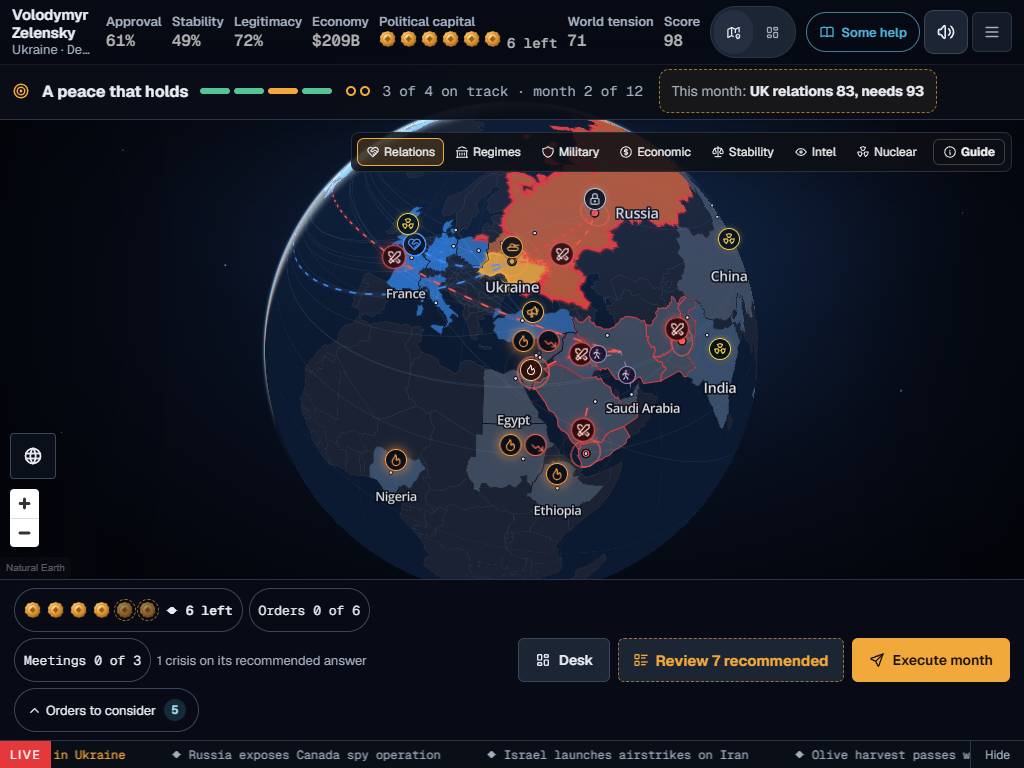 Volodymyr
Zelensky
Ukraine · De...
Approval
61%
Stability
49%
Legitimacy
72%
Economy
$209B
Political capital
6 left
World tension
71
Score
98
Some help
A peace that holds
3 of 4 on track · month 2 of 12
This month: UK relations 83, needs 93
Relations
Regimes
Military
Economic
Stability
Intel
Nuclear
Guide
Russia
China
Ukraine
France
India
Saudi Arabia
Egypt
Nigeria
Ethiopia
+
−
Natural Earth
6 left
Orders 0 of 6
Meetings 0 of 3
1 crisis on its recommended answer
Desk
Review 7 recommended
Execute month
Orders to consider 5
LIVE
in Ukraine ◆ Russia exposes Canada spy operation ◆ Israel launches airstrikes on Iran ◆ Olive harvest passes w
Hide